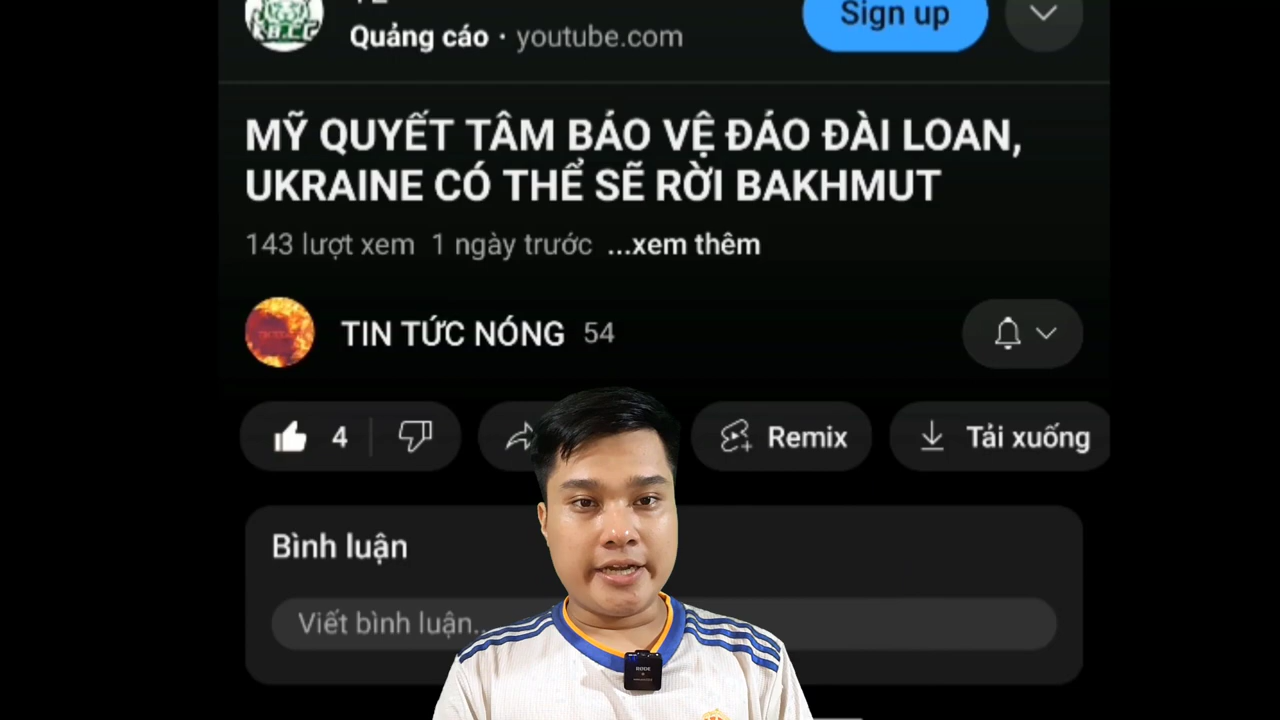 Quảng cáo · youtube.com
Sign up
MỸ QUYẾT TÂM BẢO VỆ ĐẢO ĐÀI LOAN,
UKRAINE CÓ THỂ SẼ RỜI BAKHMUT
143 lượt xem 1 ngày trước ...xem thêm
TIN TỨC NÓNG 54
4
Remix
Tải xuống
Bình luận
Viết bình luận..
RODE